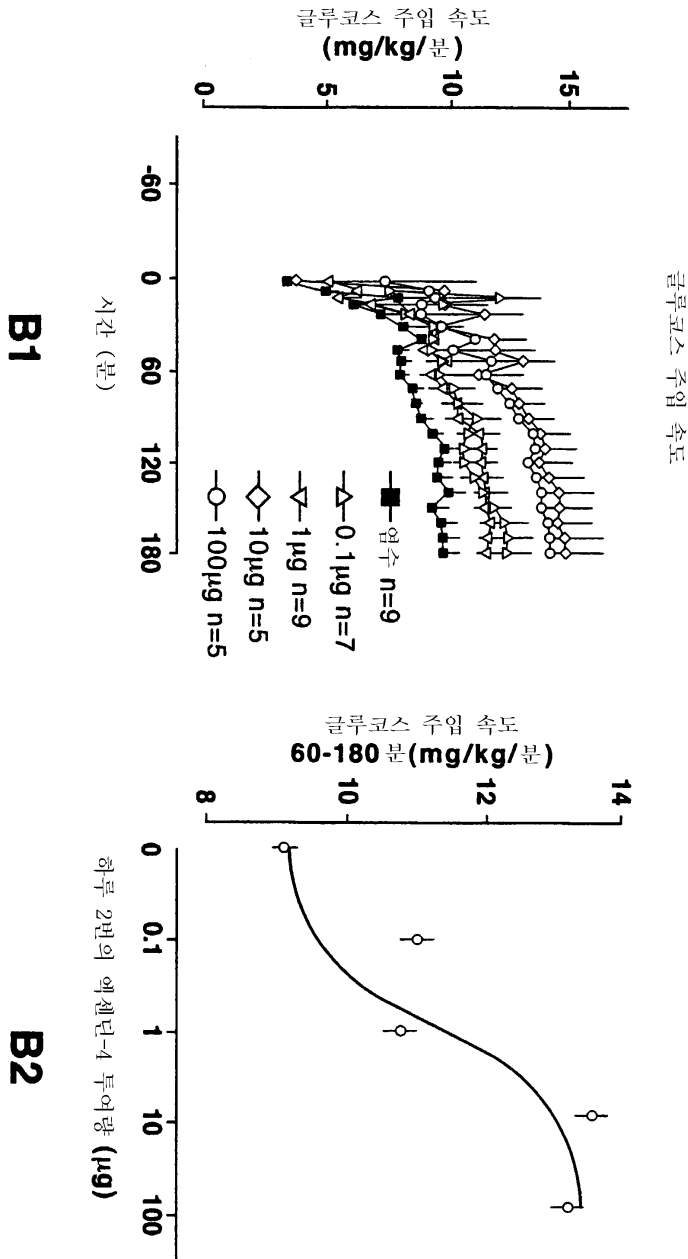 글루코스 주입 속도
글루코스 주입 속도
(mg/kg/분)
0
5
10
15
-60
0
60
120
180
시간 (분)
염수 n=9
0.1μg n=7
1μg n=9
10μg n=5
100μg n=5
B1
글루코스 주입 속도
60-180 분(mg/kg/분)
8
10
12
14
0
0.1
1
10
100
하루 2번의 엑센딘-4 투여량 (μg)
B2